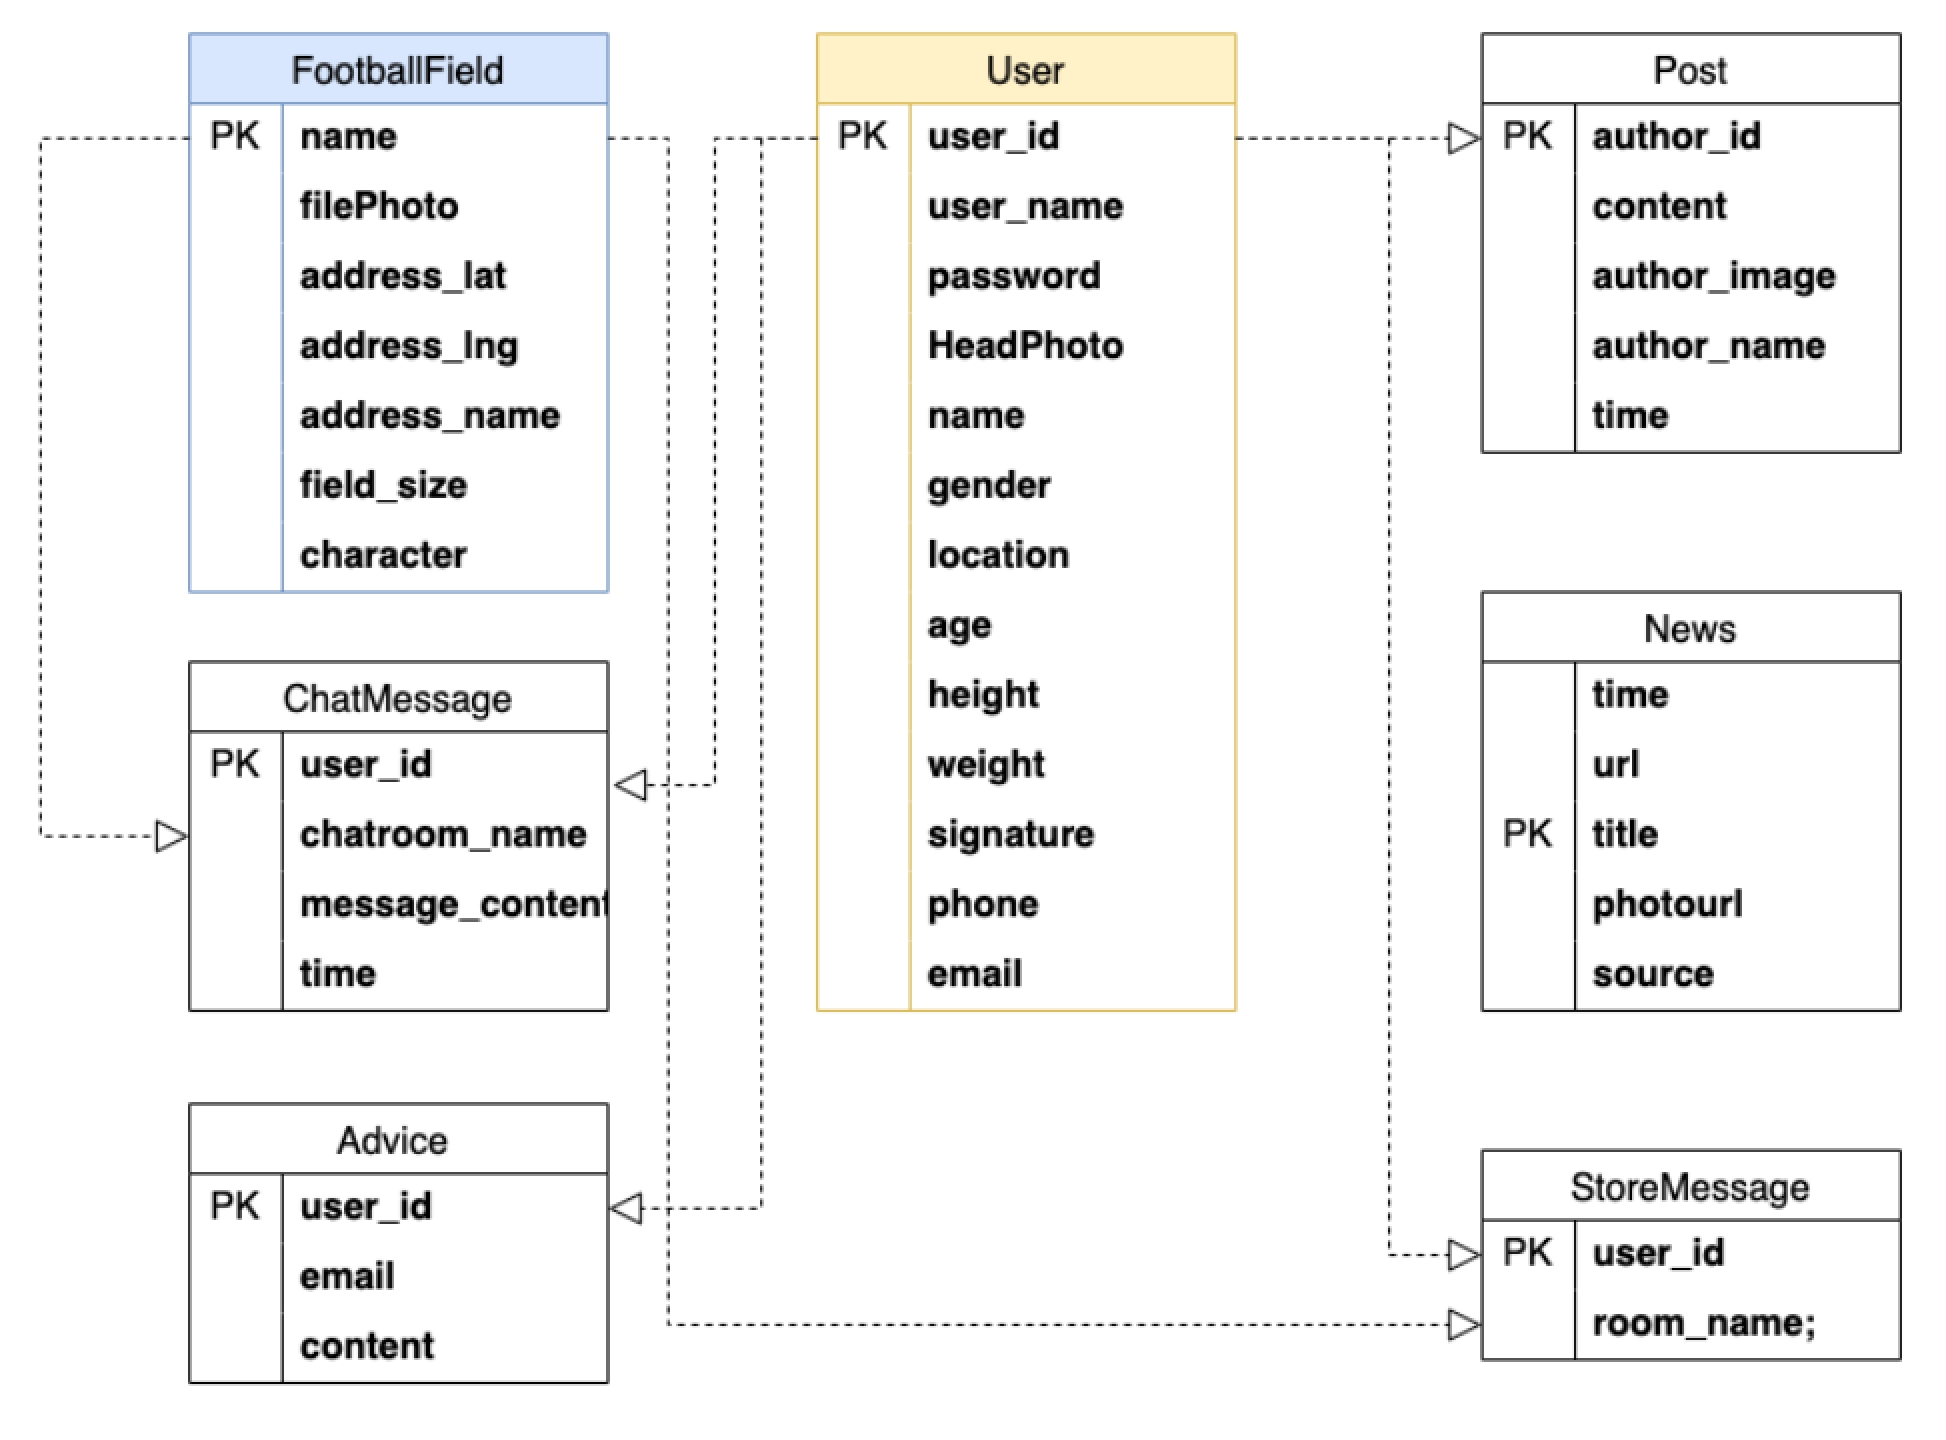 FootballField
PK name
filePhoto
address_lat
address_lng
address_name
field_size
character
User
PK user_id
user_name
password
HeadPhoto
name
gender
location
age
height
weight
signature
phone
email
Post
PK author_id
content
author_image
author_name
time
ChatMessage
PK user_id
chatroom_name
message_content
time
News
time
url
PK title
photourl
source
Advice
PK user_id
email
content
StoreMessage
PK user_id
room_name;